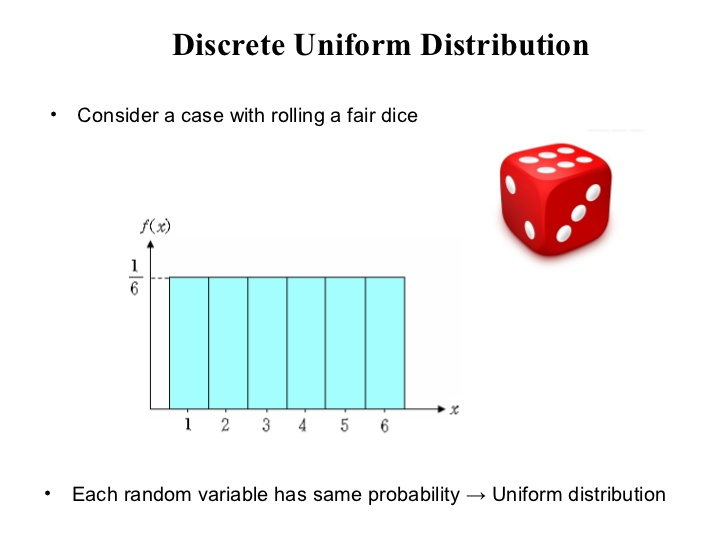 Discrete Uniform Distribution
• Consider a case with rolling a fair dice
f(x)
1
6
x
1 2 3 4 5 6
• Each random variable has same probability → Uniform distribution